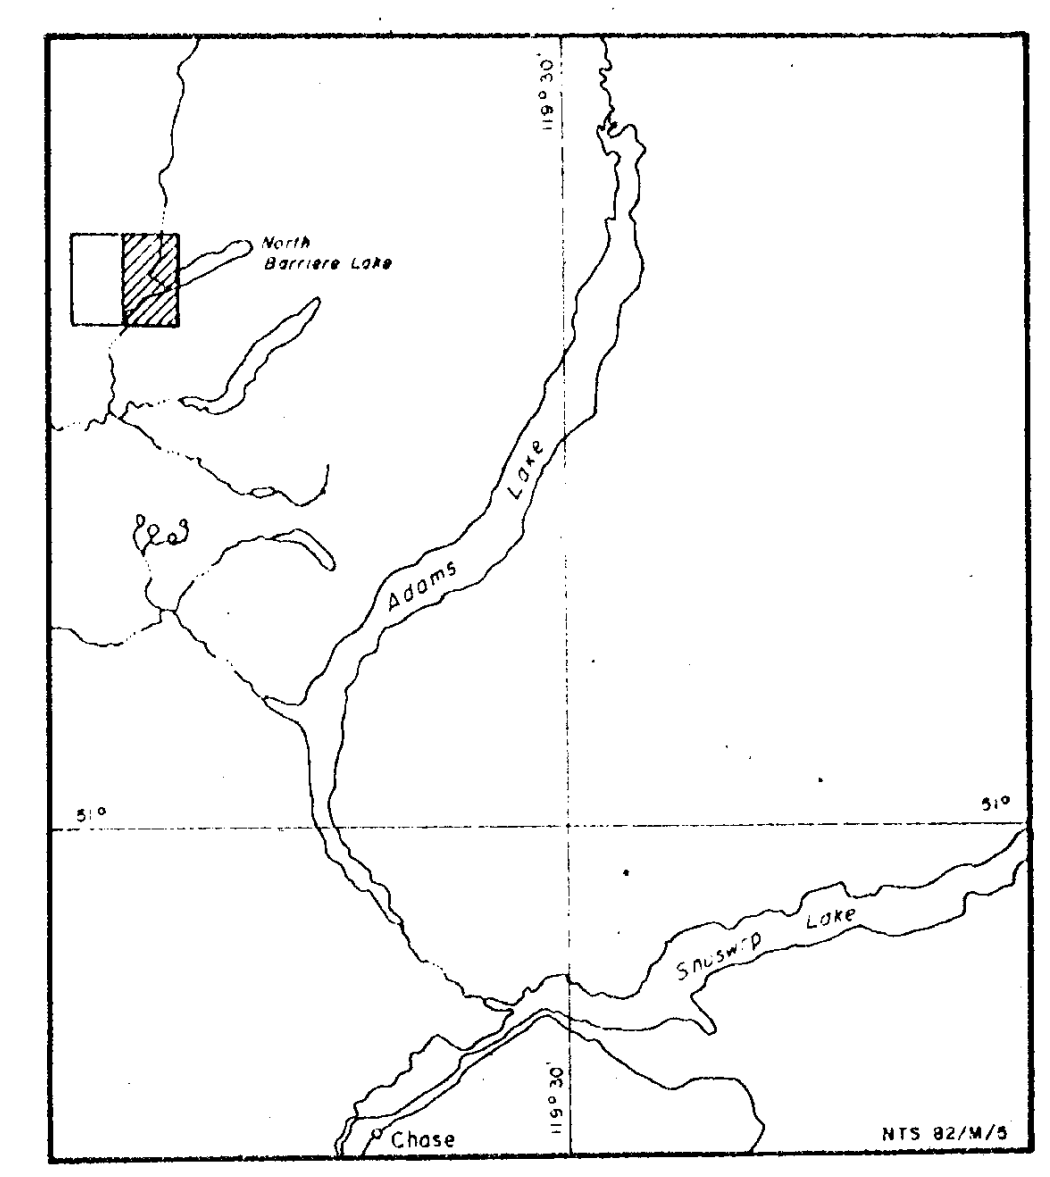 119° 30'
North
Barriere Lake
Adams Lake
51°
51°
Shuswap Lake
119° 30'
Chase
NTS 82/M/5